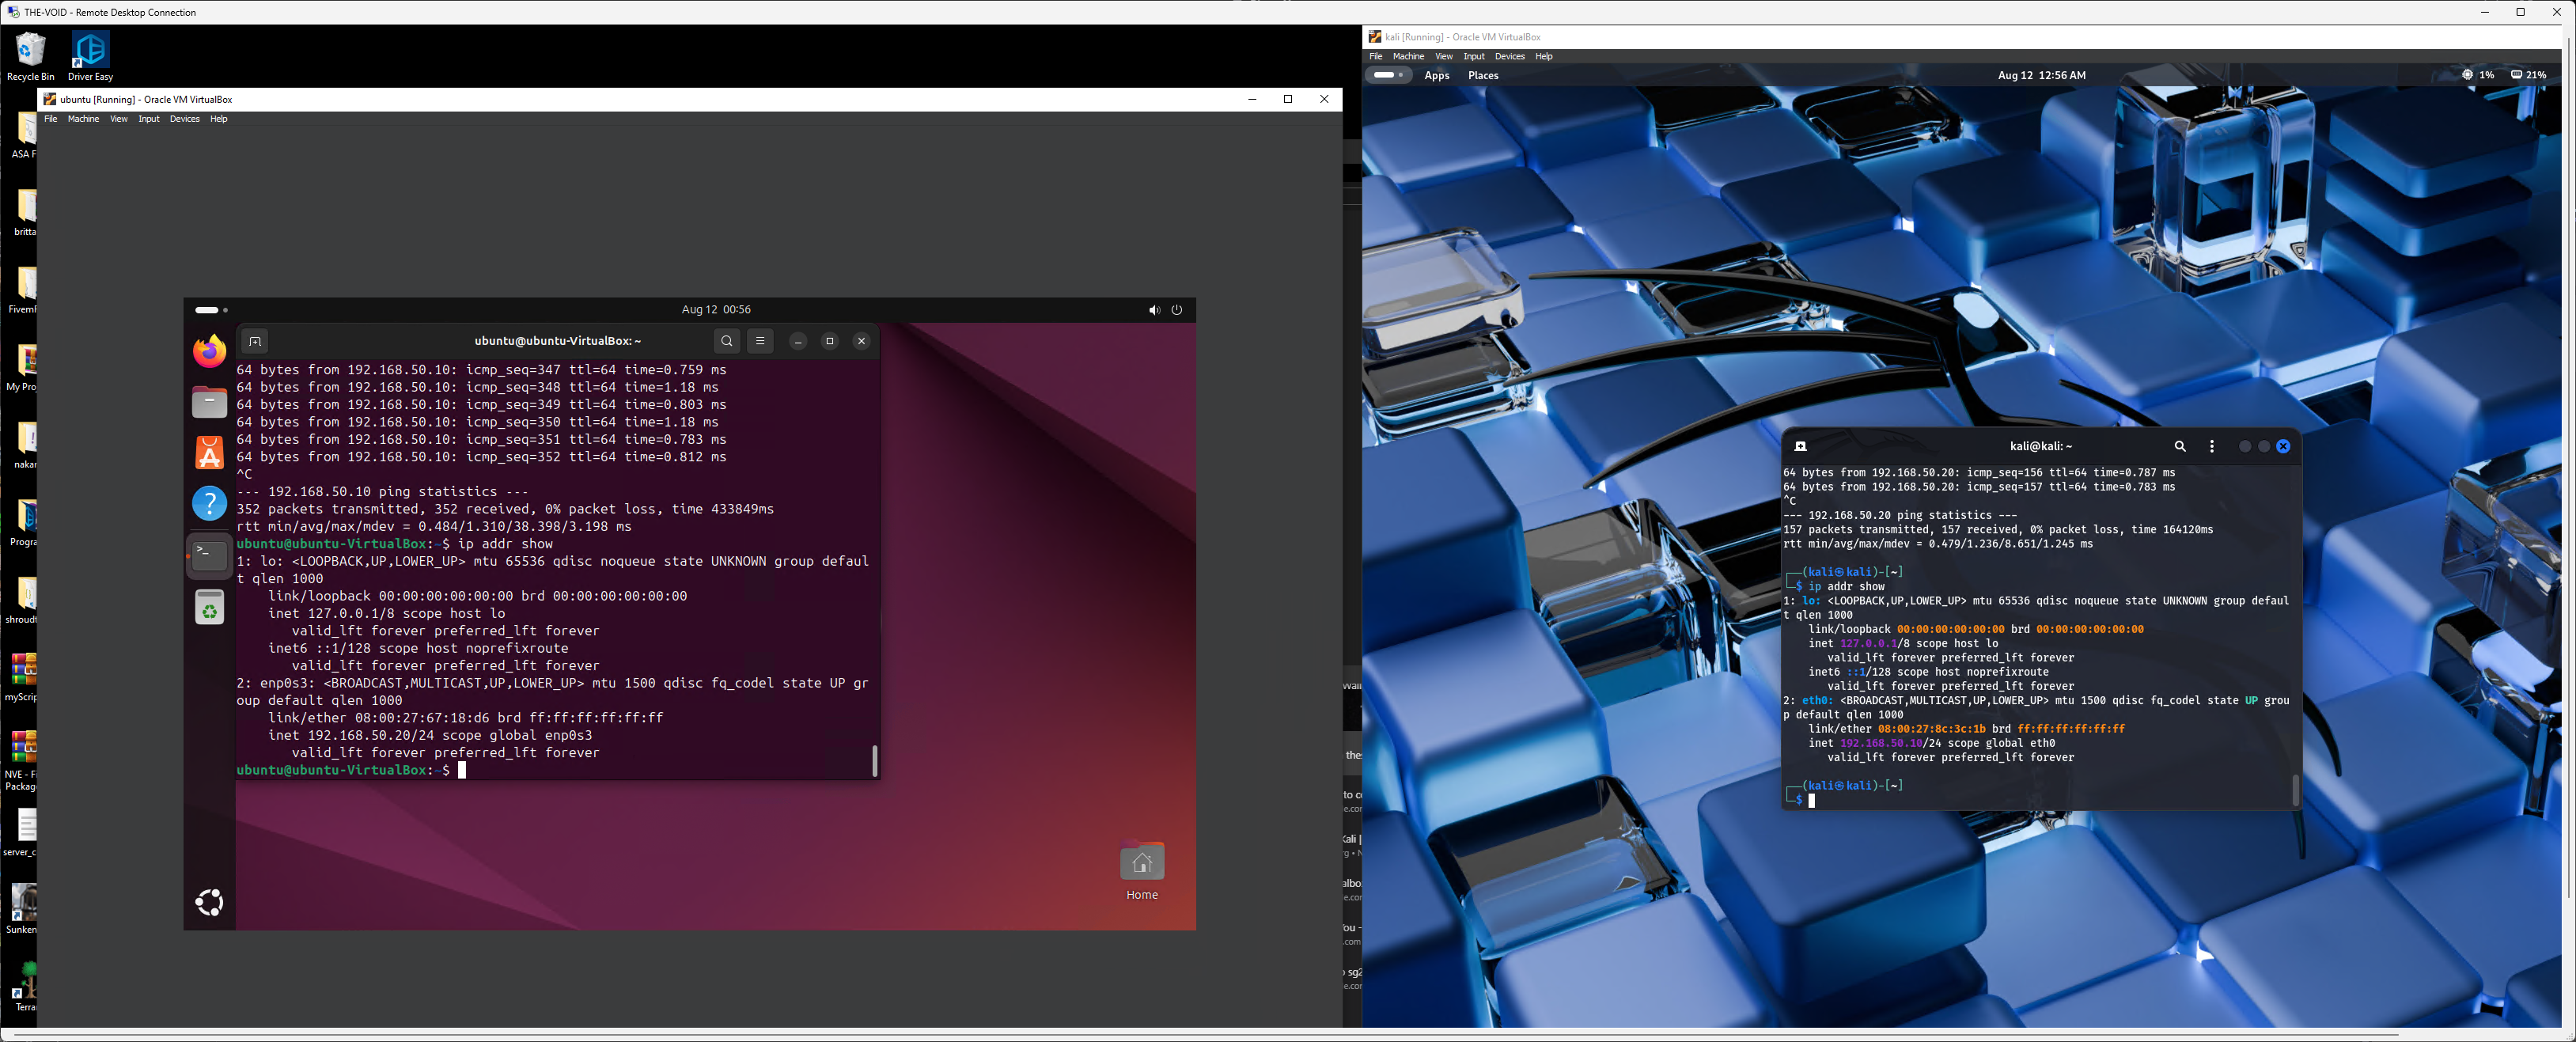 THE-VOID - Remote Desktop Connection
Recycle Bin
Driver Easy
ASA F
britta
FivemF
My Proj
nakar
Progra
shroudt
myScrip
NVE - Fi
Package
server_c
Sunken
Terra
ubuntu [Running] - Oracle VM VirtualBox
File Machine View Input Devices Help
Aug 12 00:56
ubuntu@ubuntu-VirtualBox: ~
64 bytes from 192.168.50.10: icmp_seq=347 ttl=64 time=0.759 ms
64 bytes from 192.168.50.10: icmp_seq=348 ttl=64 time=1.18 ms
64 bytes from 192.168.50.10: icmp_seq=349 ttl=64 time=0.803 ms
64 bytes from 192.168.50.10: icmp_seq=350 ttl=64 time=1.18 ms
64 bytes from 192.168.50.10: icmp_seq=351 ttl=64 time=0.783 ms
64 bytes from 192.168.50.10: icmp_seq=352 ttl=64 time=0.812 ms
^C
--- 192.168.50.10 ping statistics ---
352 packets transmitted, 352 received, 0% packet loss, time 433849ms
rtt min/avg/max/mdev = 0.484/1.310/38.398/3.198 ms
ubuntu@ubuntu-VirtualBox:~$ ip addr show
1: lo: <LOOPBACK,UP,LOWER_UP> mtu 65536 qdisc noqueue state UNKNOWN group defaul
t qlen 1000
link/loopback 00:00:00:00:00:00 brd 00:00:00:00:00:00
inet 127.0.0.1/8 scope host lo
valid_lft forever preferred_lft forever
inet6 ::1/128 scope host noprefixroute
valid_lft forever preferred_lft forever
2: enp0s3: <BROADCAST,MULTICAST,UP,LOWER_UP> mtu 1500 qdisc fq_codel state UP gr
oup default qlen 1000
link/ether 08:00:27:67:18:d6 brd ff:ff:ff:ff:ff:ff
inet 192.168.50.20/24 scope global enp0s3
valid_lft forever preferred_lft forever
ubuntu@ubuntu-VirtualBox:~$
Home
kali [Running] - Oracle VM VirtualBox
File Machine View Input Devices Help
Apps Places Aug 12 12:56 AM 1% 21%
kali@kali: ~
64 bytes from 192.168.50.20: icmp_seq=156 ttl=64 time=0.787 ms
64 bytes from 192.168.50.20: icmp_seq=157 ttl=64 time=0.783 ms
^C
--- 192.168.50.20 ping statistics ---
157 packets transmitted, 157 received, 0% packet loss, time 164120ms
rtt min/avg/max/mdev = 0.479/1.236/8.651/1.245 ms
┌──(kali㉿kali)-[~]
└─$ ip addr show
1: lo: <LOOPBACK,UP,LOWER_UP> mtu 65536 qdisc noqueue state UNKNOWN group defaul
t qlen 1000
link/loopback 00:00:00:00:00:00 brd 00:00:00:00:00:00
inet 127.0.0.1/8 scope host lo
valid_lft forever preferred_lft forever
inet6 ::1/128 scope host noprefixroute
valid_lft forever preferred_lft forever
2: eth0: <BROADCAST,MULTICAST,UP,LOWER_UP> mtu 1500 qdisc fq_codel state UP grou
p default qlen 1000
link/ether 08:00:27:8c:3c:1b brd ff:ff:ff:ff:ff:ff
inet 192.168.50.10/24 scope global eth0
valid_lft forever preferred_lft forever
┌──(kali㉿kali)-[~]
└─$